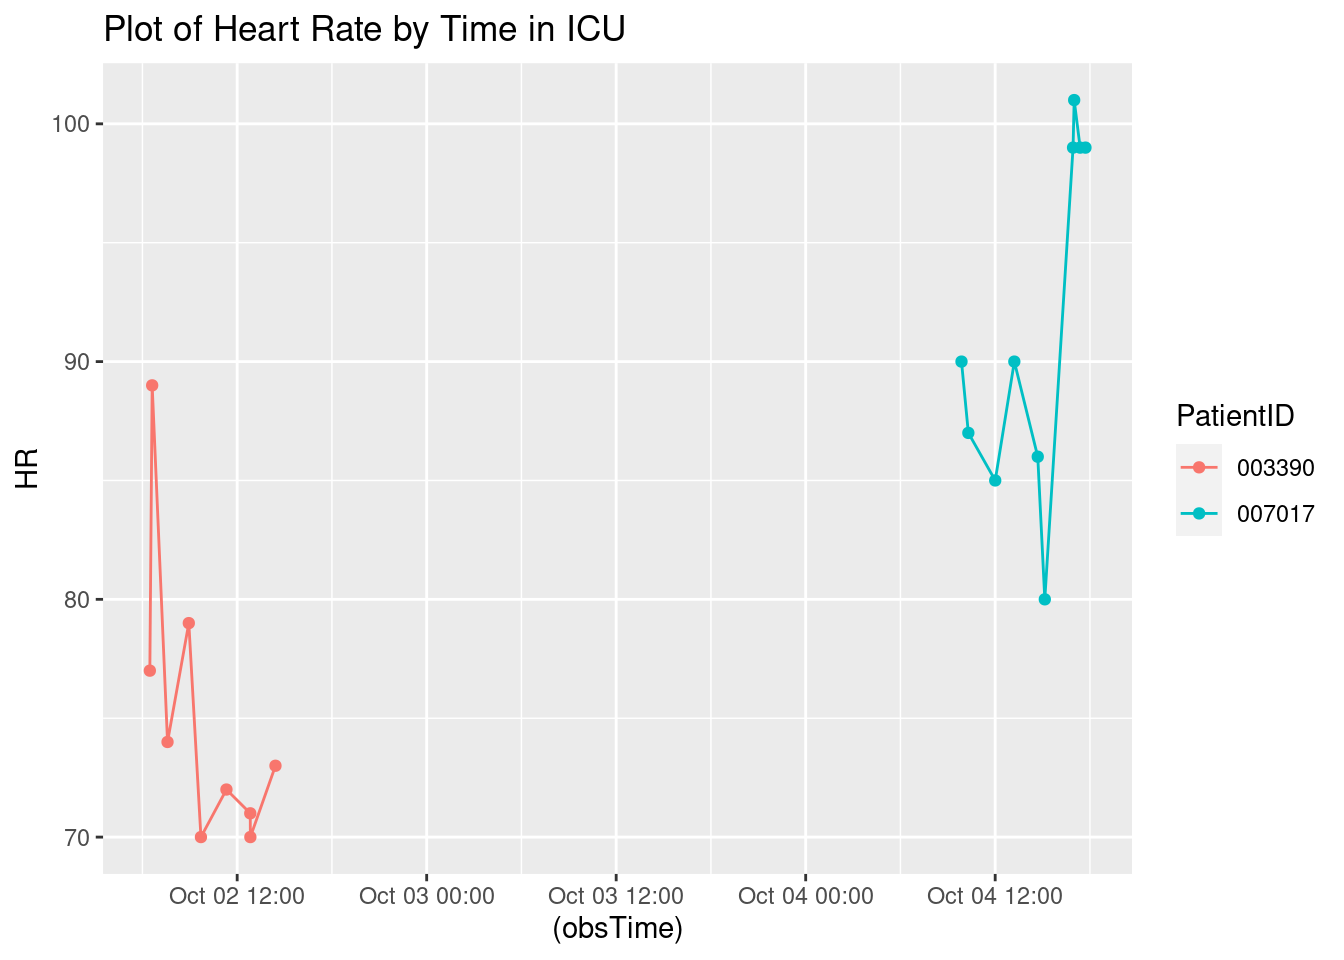 Plot of Heart Rate by Time in ICU
100
90
80
70
HR
Oct 02 12:00 Oct 03 00:00 Oct 03 12:00 Oct 04 00:00 Oct 04 12:00
(obsTime)
PatientID
003390
007017